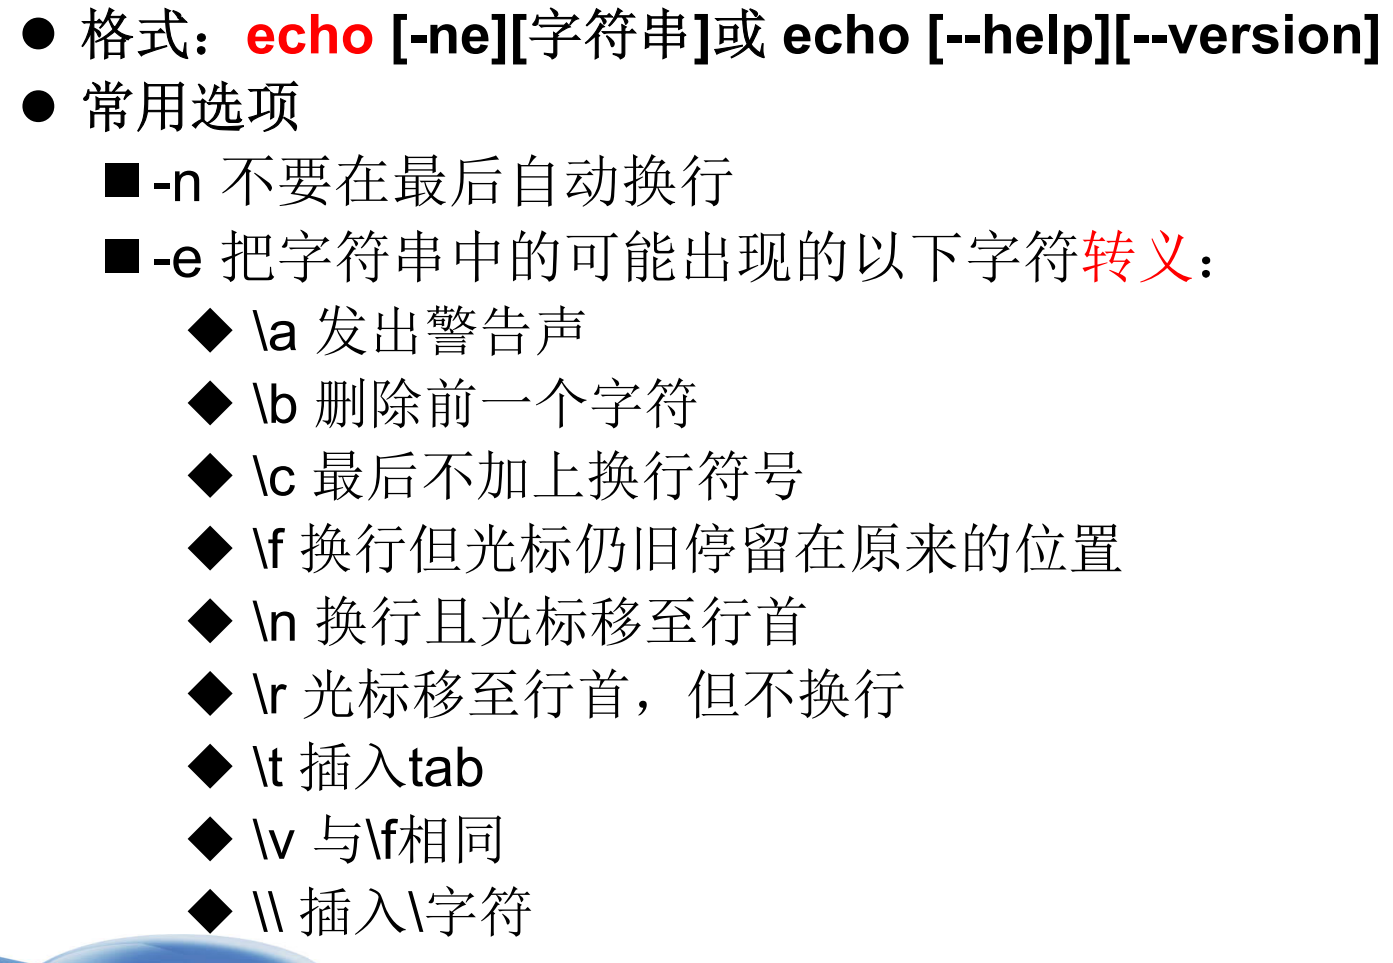 ● 格式：echo [-ne][字符串]或 echo [--help][--version]
● 常用选项
■ -n 不要在最后自动换行
■ -e 把字符串中的可能出现的以下字符转义：
◆ \a 发出警告声
◆ \b 删除前一个字符
◆ \c 最后不加上换行符号
◆ \f 换行但光标仍旧停留在原来的位置
◆ \n 换行且光标移至行首
◆ \r 光标移至行首，但不换行
◆ \t 插入tab
◆ \v 与\f相同
◆ \\ 插入\字符